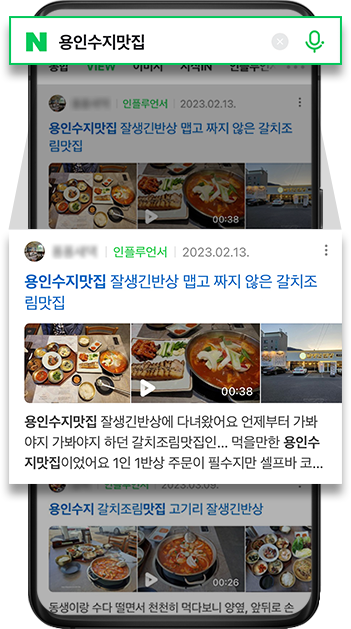 N 용인수지맛집
통합 VIEW 이미지 지식iN 인플루언서
인플루언서 2023.02.13.
용인수지맛집 잘생긴반상 맵고 짜지 않은 갈치조
림맛집
00:38
인플루언서 2023.02.13.
용인수지맛집 잘생긴반상 맵고 짜지 않은 갈치조
림맛집
00:38
용인수지맛집 잘생긴반상에 다녀왔어요 언제부터 가봐
야지 가봐야지 하던 갈치조림맛집인... 먹을만한 용인수
지맛집이었어요 1인 1반상 주문이 필수지만 셀프바 코...
인플루언서 2023.03.09.
용인수지 갈치조림맛집 고기리 잘생긴반상
00:26
동생이랑 수다 떨면서 천천히 먹다보니 양옆, 앞뒤로 손